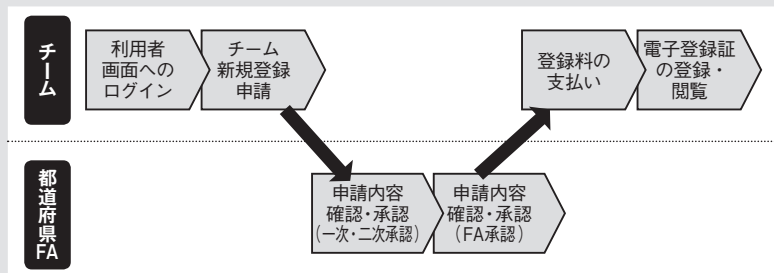 チーム
利用者
画面への
ログイン
チーム
新規登録
申請
登録料の
支払い
電子登録証
の登録・
閲覧
都道府県
FA
申請内容
確認・承認
(一次・二次承認)
申請内容
確認・承認
(FA承認)